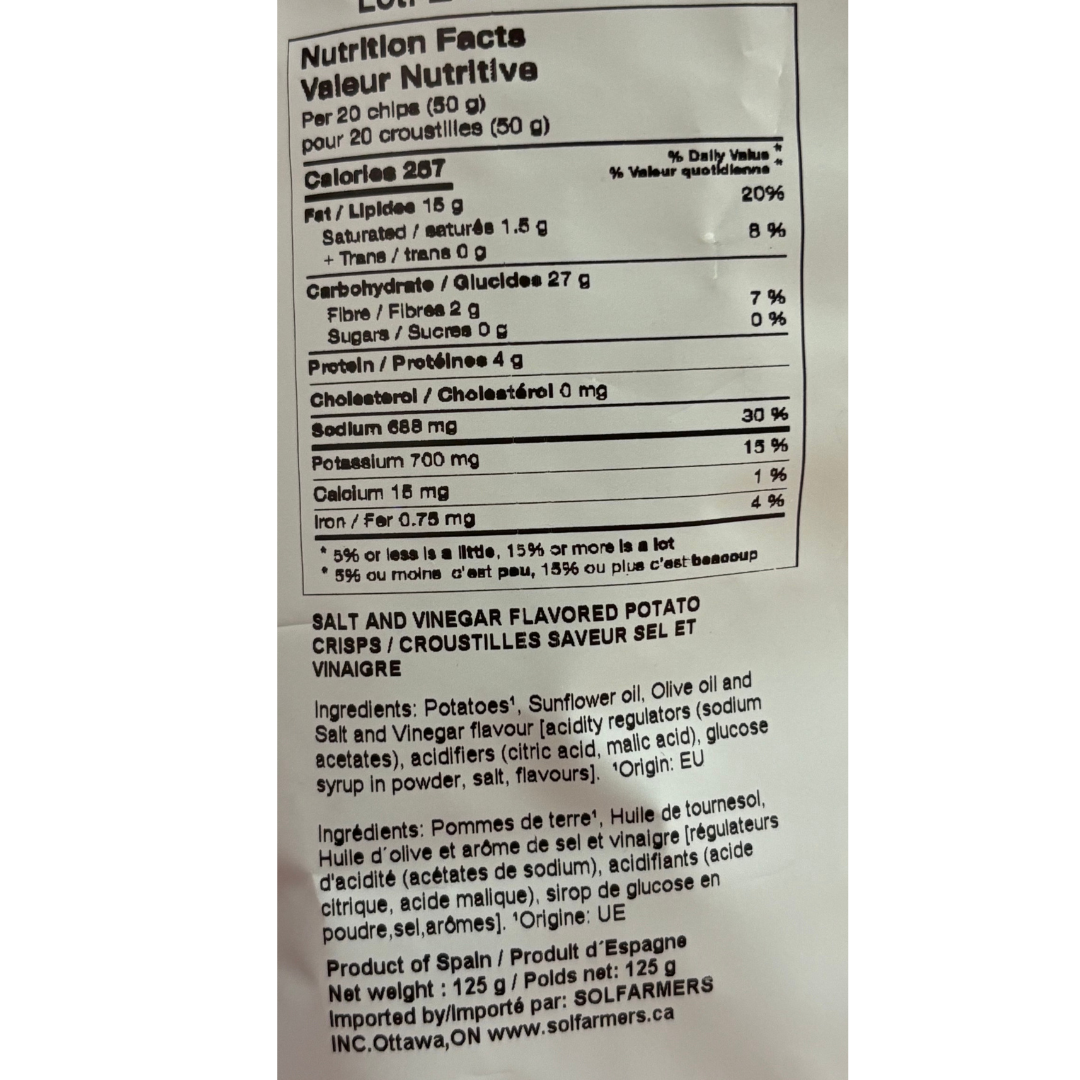 Nutrition Facts
Valeur Nutritive
Per 20 chips (50 g)
pour 20 croustilles (50 g)
% Daily Value *
% Valeur quotidienne *
Calories 267
Fat / Lipides 15 g 20%
Saturated / saturés 1.5 g 8 %
+ Trans / trans 0 g
Carbohydrate / Glucides 27 g
Fibre / Fibres 2 g 7 %
Sugars / Sucres 0 g 0 %
Protein / Protéines 4 g
Cholesterol / Cholestérol 0 mg
Sodium 688 mg 30 %
Potassium 700 mg 15 %
Calcium 15 mg 1 %
Iron / Fer 0.75 mg 4 %
* 5% or less is a little, 15% or more is a lot
* 5% ou moins c'est peu, 15% ou plus c'est beacoup
SALT AND VINEGAR FLAVORED POTATO
CRISPS / CROUSTILLES SAVEUR SEL ET
VINAIGRE
Ingredients: Potatoes¹, Sunflower oil, Olive oil and
Salt and Vinegar flavour [acidity regulators (sodium
acetates), acidifiers (citric acid, malic acid), glucose
syrup in powder, salt, flavours]. ¹Origin: EU
Ingrédients: Pommes de terre¹, Huile de tournesol,
Huile d´olive et arôme de sel et vinaigre [régulateurs
d'acidité (acétates de sodium), acidifiants (acide
citrique, acide malique), sirop de glucose en
poudre,sel,arômes]. ¹Origine: UE
Product of Spain / Produit d´Espagne
Net weight : 125 g / Poids net: 125 g
Imported by/Importé par: SOLFARMERS
INC.Ottawa,ON www.solfarmers.ca